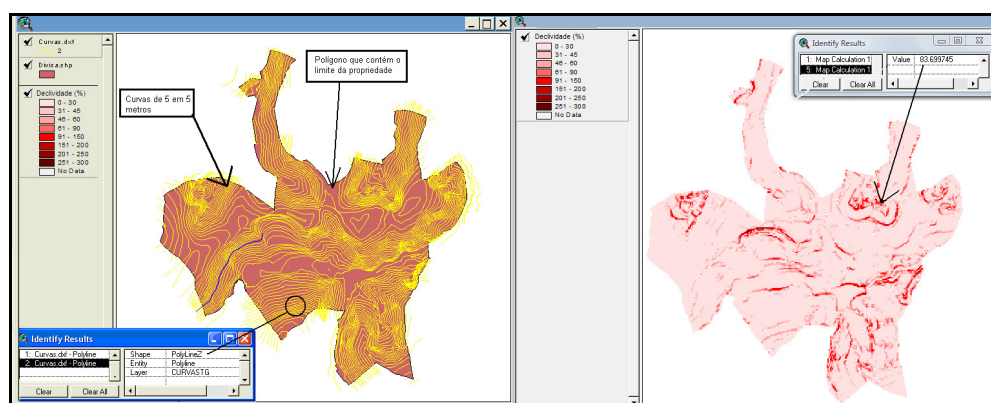 Curvas.dxf
2
Divisa.shp
Declividade (%)
0 - 30
31 - 45
46 - 60
61 - 90
91 - 150
151 - 200
201 - 250
251 - 300
No Data
Curvas de 5 em 5
metros
Polígono que contém o
limite da propriedade
Identify Results
1: Curvas.dxf - Polyline
2: Curvas.dxf - Polyline
Shape PolyLineZ
Entity Polyline
Layer CURVASTG
Clear
Clear All
Declividade (%)
0 - 30
31 - 45
46 - 60
61 - 90
91 - 150
151 - 200
201 - 250
251 - 300
No Data
Identify Results
1: Map Calculation 1
5: Map Calculation 1
Value 83.699745
Clear
Clear All